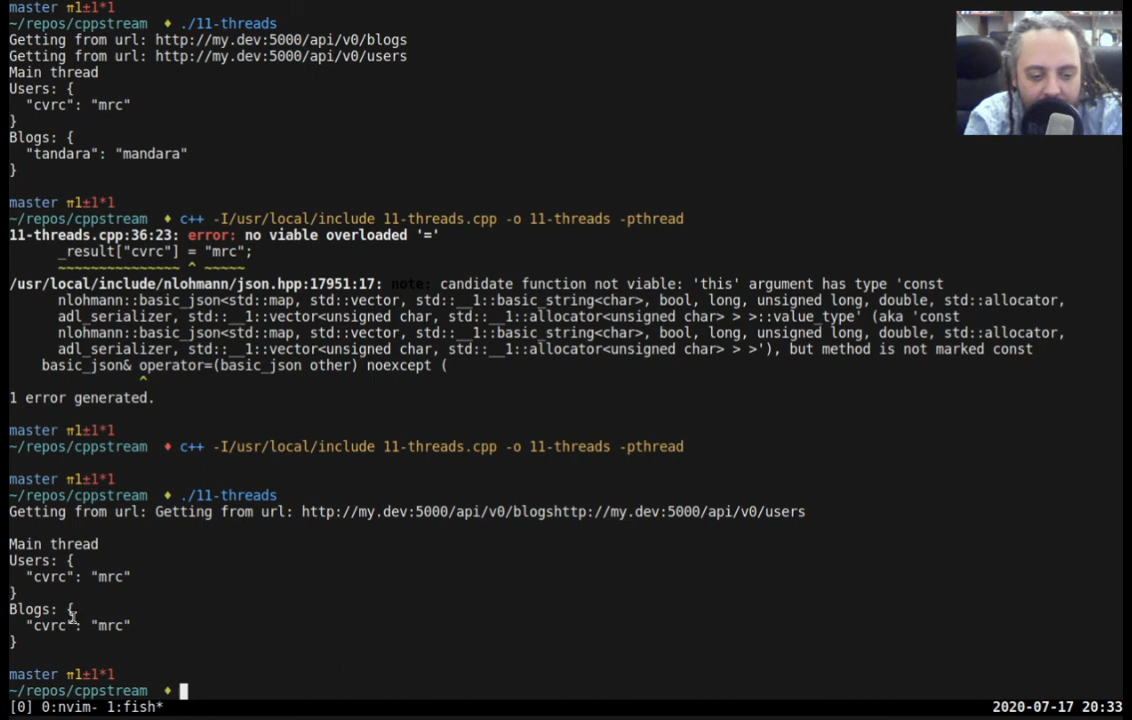 master ⇈1±1*1
~/repos/cppstream ♦ ./11-threads
Getting from url: http://my.dev:5000/api/v0/blogs
Getting from url: http://my.dev:5000/api/v0/users
Main thread
Users: {
  "cvrc": "mrc"
}
Blogs: {
  "tandara": "mandara"
}
master ⇈1±1*1
~/repos/cppstream ♦ c++ -I/usr/local/include 11-threads.cpp -o 11-threads -pthread
11-threads.cpp:36:23: error: no viable overloaded '='
      _result["cvrc"] = "mrc";
      ~~~~~~~~~~~~~~~ ^ ~~~~~
/usr/local/include/nlohmann/json.hpp:17951:17: note: candidate function not viable: 'this' argument has type 'const
      nlohmann::basic_json<std::map, std::vector, std::__1::basic_string<char>, bool, long, unsigned long, double, std::allocator,
      adl_serializer, std::__1::vector<unsigned char, std::__1::allocator<unsigned char> > >::value_type' (aka 'const
      nlohmann::basic_json<std::map, std::vector, std::__1::basic_string<char>, bool, long, unsigned long, double, std::allocator,
      adl_serializer, std::__1::vector<unsigned char, std::__1::allocator<unsigned char> > >'), but method is not marked const
    basic_json& operator=(basic_json other) noexcept (
                ^
1 error generated.
master ⇈1±1*1
~/repos/cppstream ♦ c++ -I/usr/local/include 11-threads.cpp -o 11-threads -pthread
master ⇈1±1*1
~/repos/cppstream ♦ ./11-threads
Getting from url: Getting from url: http://my.dev:5000/api/v0/blogshttp://my.dev:5000/api/v0/users
Main thread
Users: {
  "cvrc": "mrc"
}
Blogs: {
  "cvrc": "mrc"
}
master ⇈1±1*1
~/repos/cppstream ♦
[0] 0:nvim- 1:fish* 2020-07-17 20:33